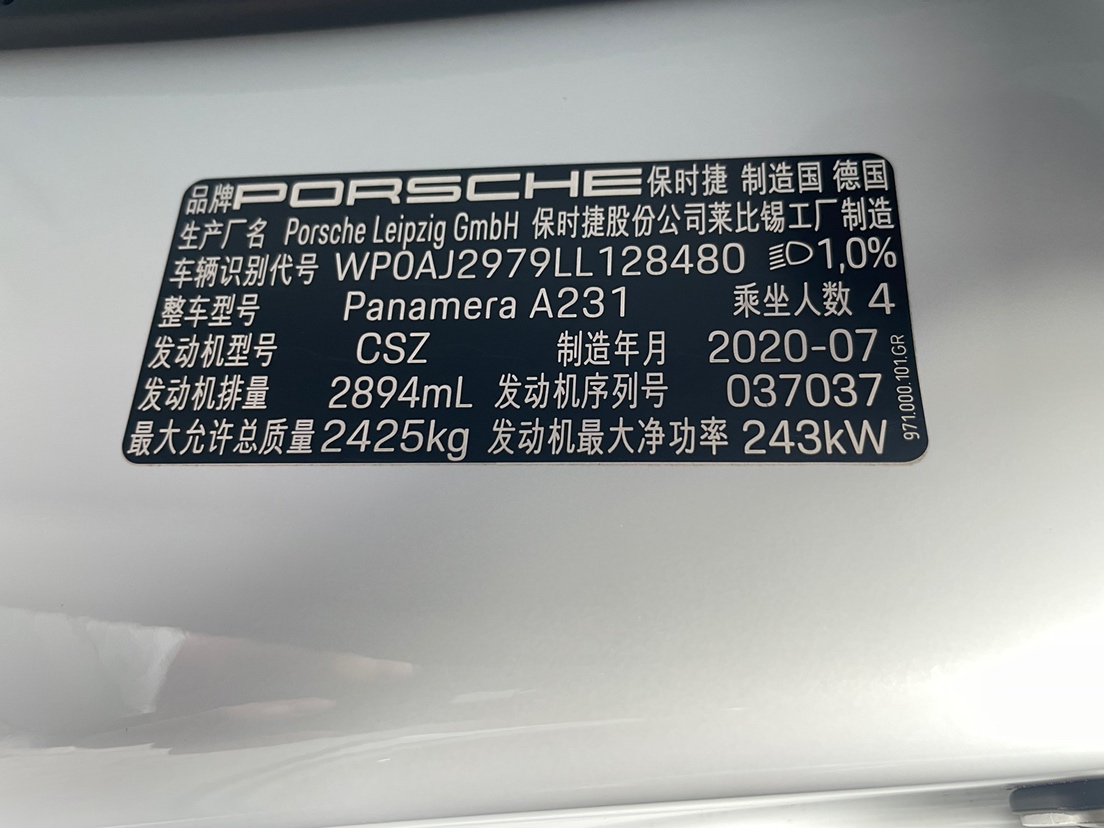 品牌 PORSCHE 保时捷 制造国 德国
生产厂名 Porsche Leipzig GmbH 保时捷股份公司莱比锡工厂制造
车辆识别代号 WP0AJ2979LL128480 1,0%
整车型号 Panamera A231 乘坐人数 4
发动机型号 CSZ 制造年月 2020-07
发动机排量 2894mL 发动机序列号 037037
最大允许总质量 2425kg 发动机最大净功率 243kW
971.000.101.GR